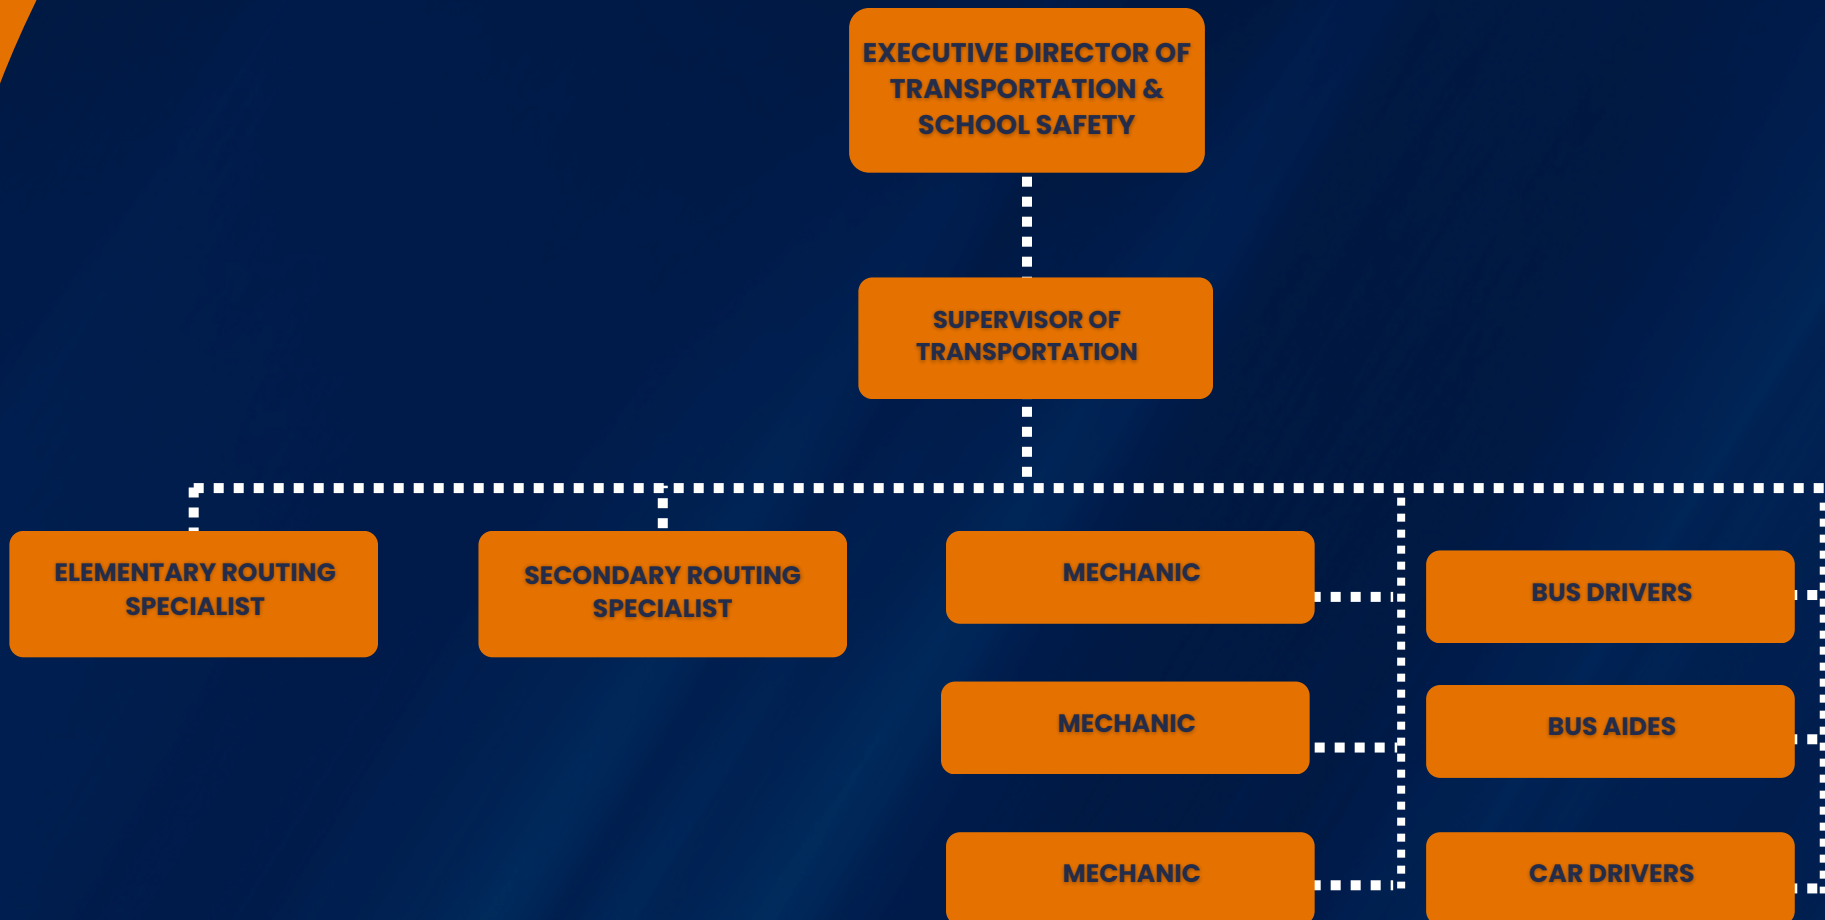 EXECUTIVE DIRECTOR OF
TRANSPORTATION &
SCHOOL SAFETY
SUPERVISOR OF
TRANSPORTATION
ELEMENTARY ROUTING
SPECIALIST
SECONDARY ROUTING
SPECIALIST
MECHANIC
MECHANIC
MECHANIC
BUS DRIVERS
BUS AIDES
CAR DRIVERS